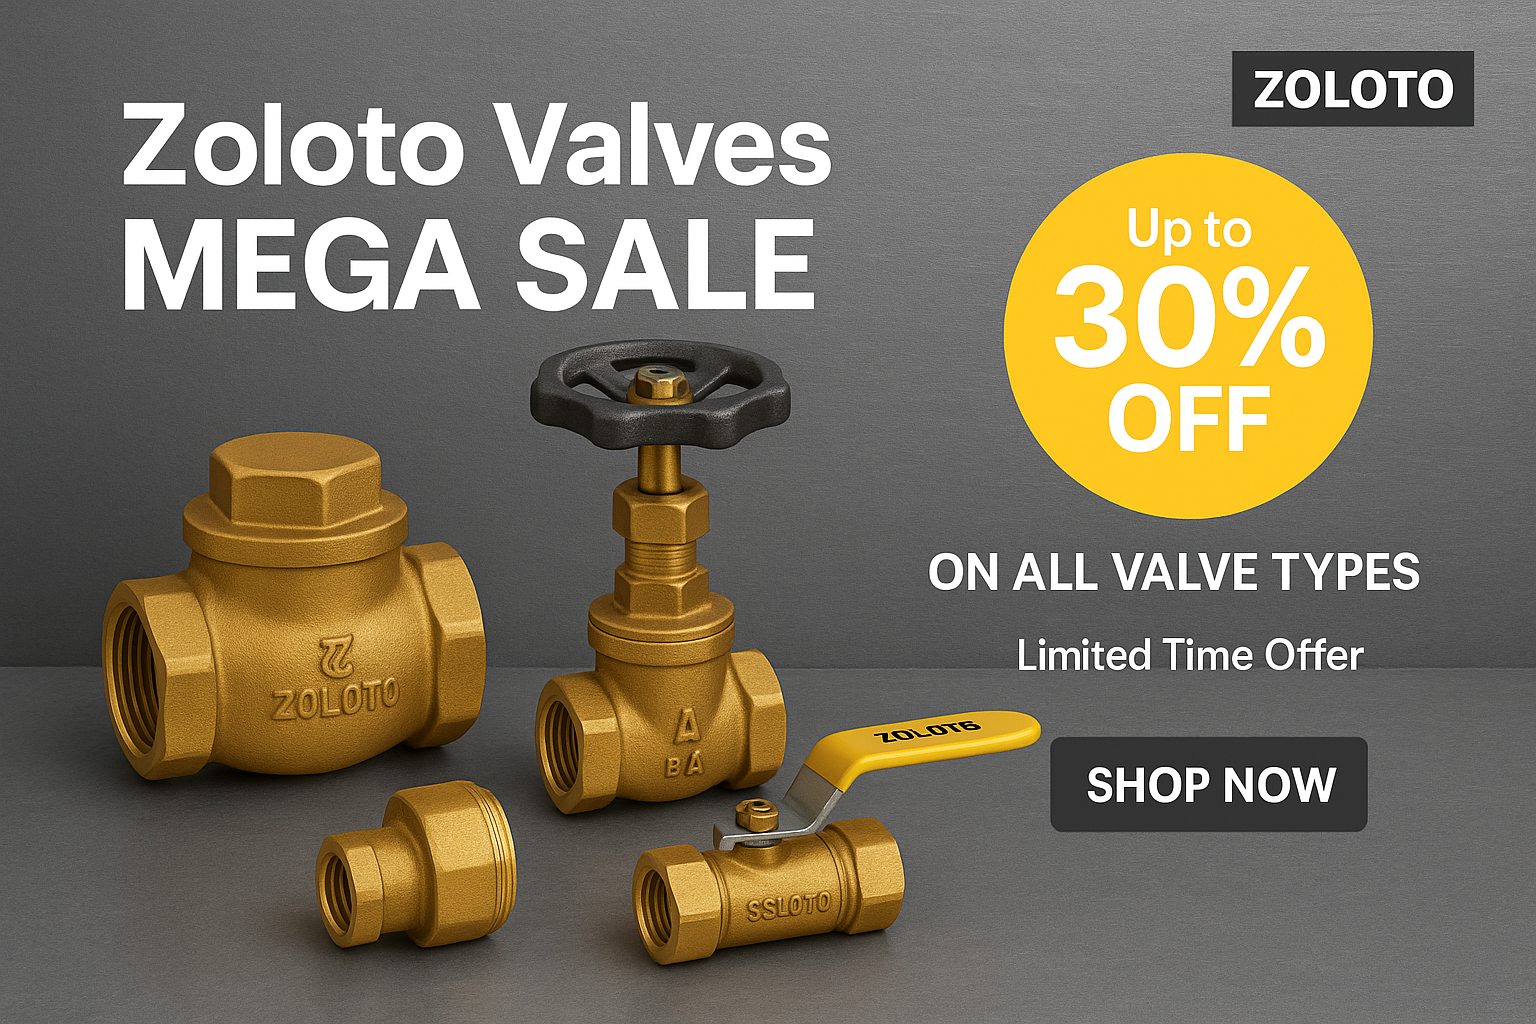 Zoloto Valves
MEGA SALE
ZOLOTO
Up to
30%
OFF
ON ALL VALVE TYPES
Limited Time Offer
SHOP NOW
ZOLOTO
A
BA
ZOLOT6
SSLOTO